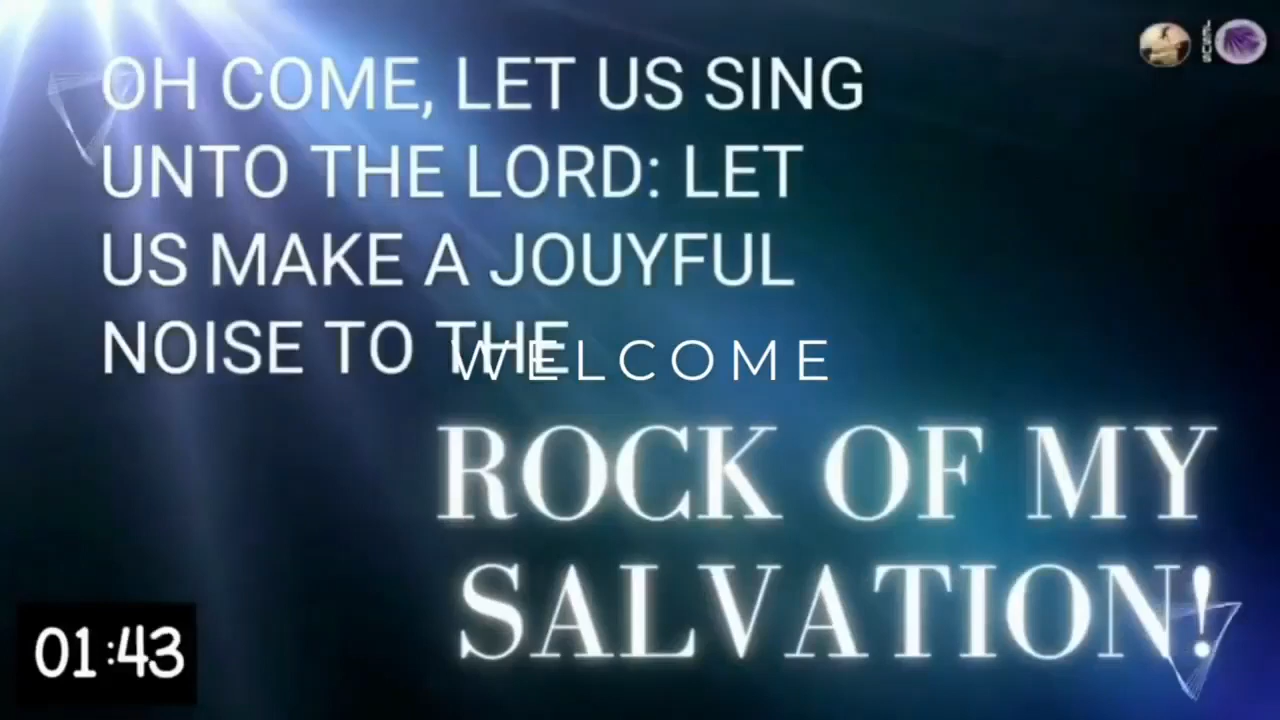 OH COME, LET US SING
UNTO THE LORD: LET
US MAKE A JOUYFUL
NOISE TO THE
WELCOME
ROCK OF MY
SALVATION!
01:43